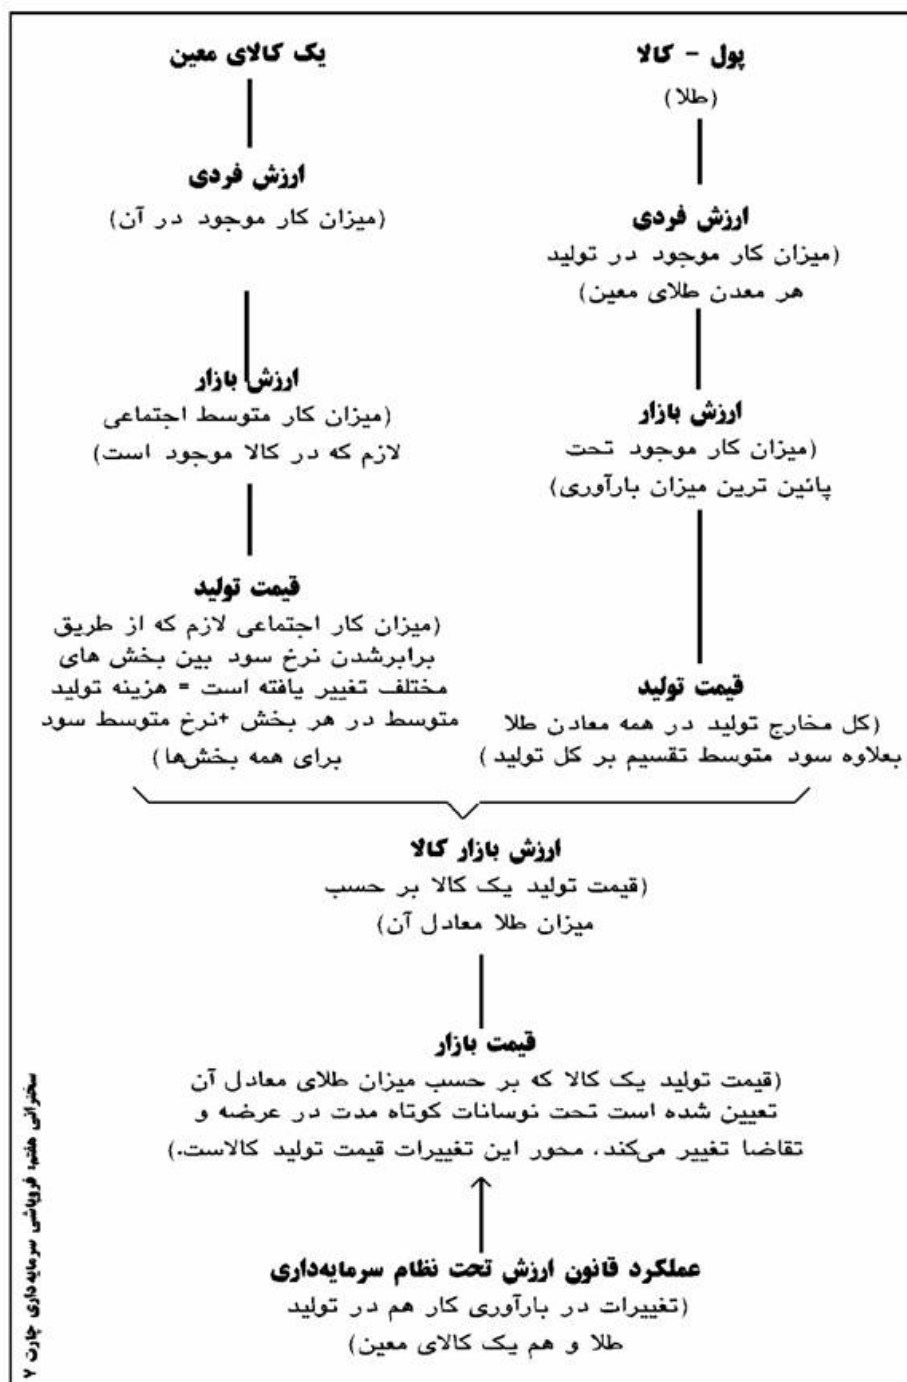 پول - کالا
(طلا)
ارزش فردی
(میزان کار موجود در تولید
هر معدن طلای معین)
ارزش بازار
(میزان کار موجود تحت
پائین ترین میزان بارآوری)
قیمت تولید
(کل مخارج تولید در همه معادن طلا
بعلاوه سود متوسط تقسیم بر کل تولید)
یک کالای معین
ارزش فردی
(میزان کار موجود در آن)
ارزش بازار
(میزان کار متوسط اجتماعی
لازم که در کالا موجود است)
قیمت تولید
(میزان کار اجتماعی لازم که از طریق
برابرشدن نرخ سود بین بخش های
مختلف تغییر یافته است = هزینه تولید
متوسط در هر بخش +نرخ متوسط سود
برای همه بخش‌ها)
ارزش بازار کالا
(قیمت تولید یک کالا بر حسب
میزان طلا معادل آن)
قیمت بازار
(قیمت تولید یک کالا که بر حسب میزان طلای معادل آن
تعیین شده است تحت نوسانات کوتاه مدت در عرضه و
تقاضا تغییر می‌کند، محور این تغییرات قیمت تولید کالاست.)
عملکرد قانون ارزش تحت نظام سرمایه‌داری
(تغییرات در بارآوری کار هم در تولید
طلا و هم یک کالای معین)
سخنرانی هفتم: فروپاشی سرمایه‌داری چارت ۷